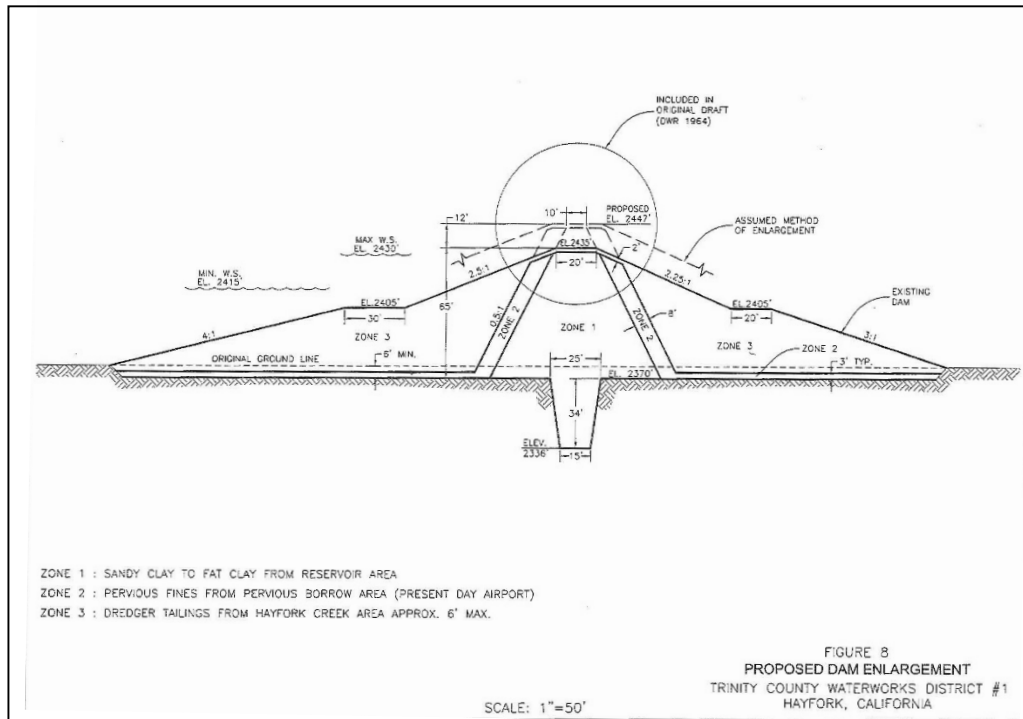 INCLUDED IN
ORIGINAL DRAFT
(DWR 1964)
10'
PROPOSED
EL. 2447'
12'
ASSUMED METHOD
OF ENLARGEMENT
MAX W.S.
EL. 2430'
EL.2435'
2'
20'
2.5:1
2.25:1
MIN. W.S.
EL. 2415'
EL.2405'
30'
65'
EL.2405'
20'
EXISTING
DAM
4:1
0.5:1
ZONE 2
ZONE 1
ZONE 2
8'
3:1
ZONE 3
ZONE 3
ZONE 2
ORIGINAL GROUND LINE
6' MIN.
25'
3' TYP.
EL. 2370'
34'
ELEV.
2336'
15'
ZONE 1 : SANDY CLAY TO FAT CLAY FROM RESERVOIR AREA
ZONE 2 : PERVIOUS FINES FROM PERVIOUS BORROW AREA (PRESENT DAY AIRPORT)
ZONE 3 : DREDGER TAILINGS FROM HAYFORK CREEK AREA APPROX. 6' MAX.
FIGURE 8
PROPOSED DAM ENLARGEMENT
TRINITY COUNTY WATERWORKS DISTRICT #1
HAYFORK, CALIFORNIA
SCALE: 1"=50'